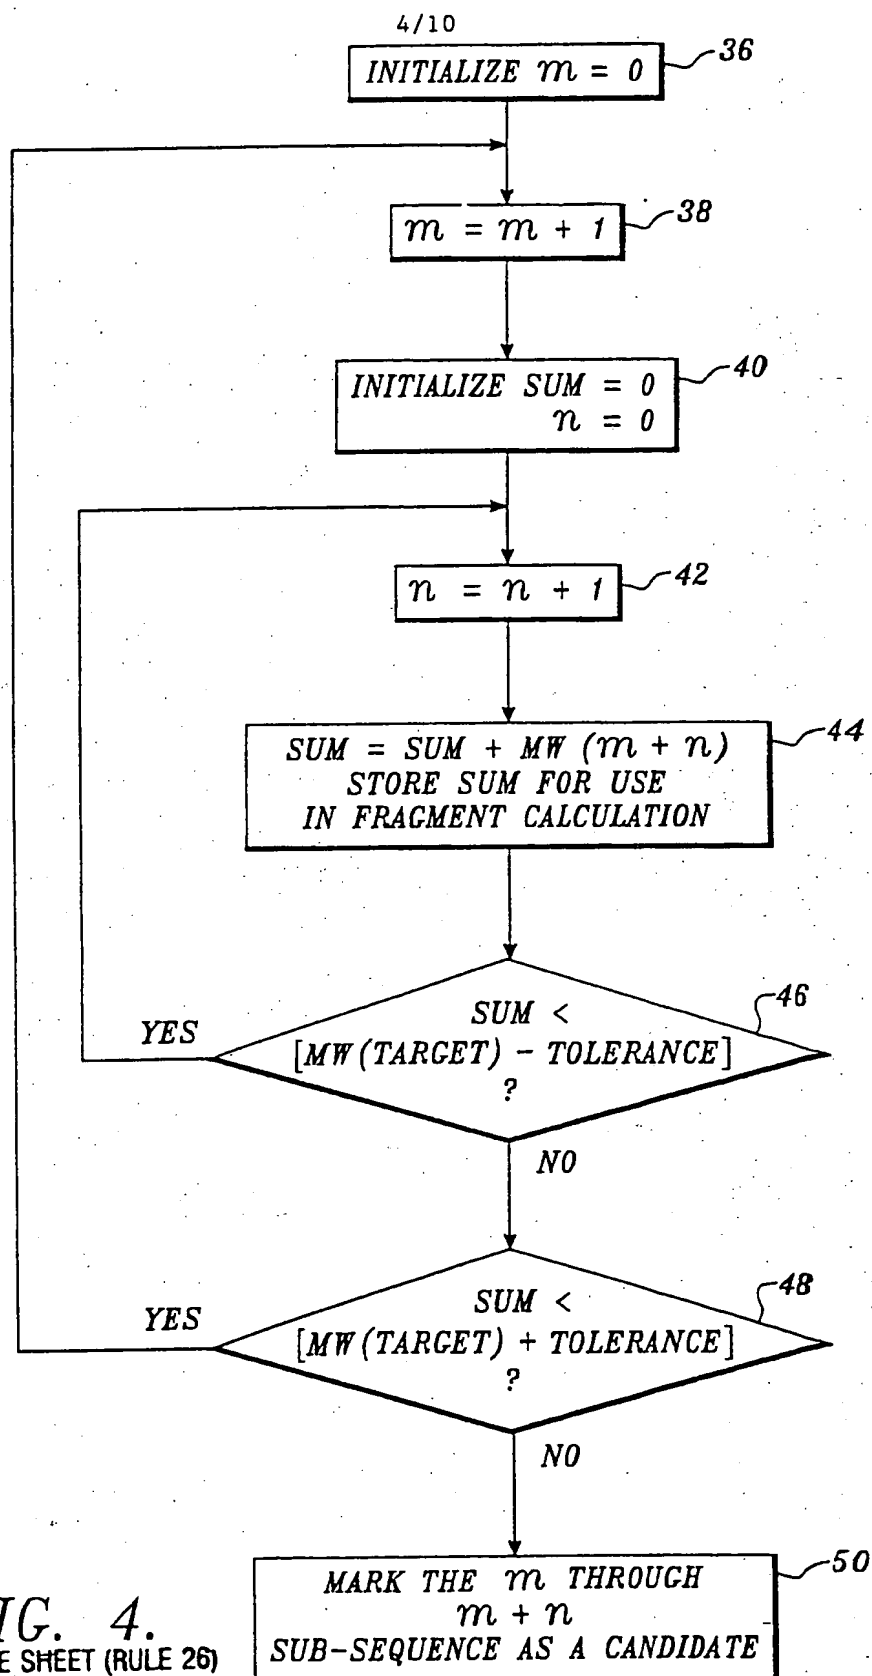 4/10
INITIALIZE m = 0
36
m = m + 1
38
INITIALIZE SUM = 0
n = 0
40
n = n + 1
42
SUM = SUM + MW (m + n)
STORE SUM FOR USE
IN FRAGMENT CALCULATION
44
SUM <
[MW(TARGET) - TOLERANCE]
?
46
YES
NO
SUM <
[MW(TARGET) + TOLERANCE]
?
48
YES
NO
MARK THE m THROUGH
m + n
SUB-SEQUENCE AS A CANDIDATE
50
IG. 4.
E SHEET (RULE 26)